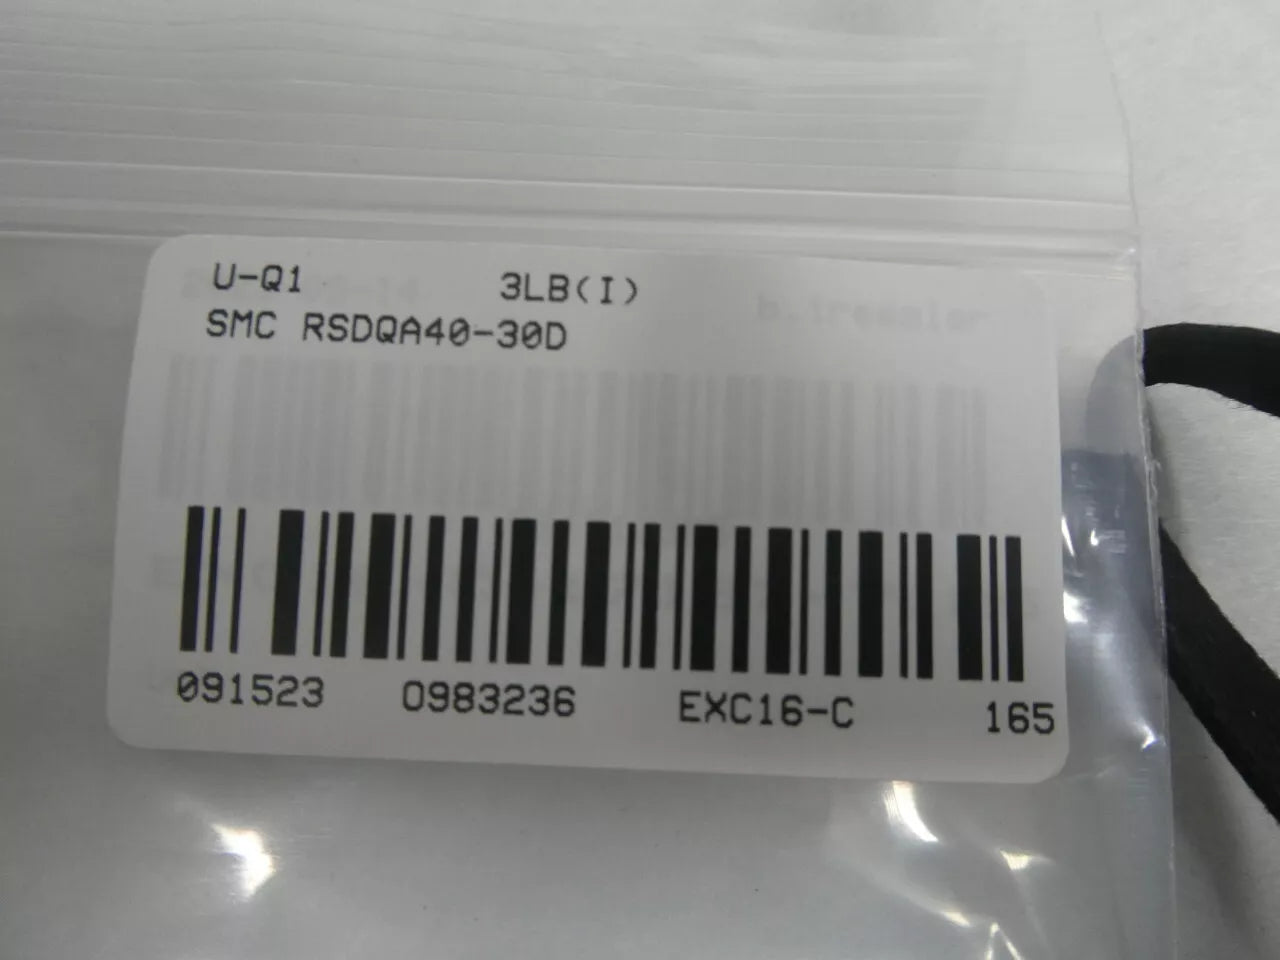 U-Q1 3LB(I)
SMC RSDQA40-30D
091523 0983236 EXC16-C 165